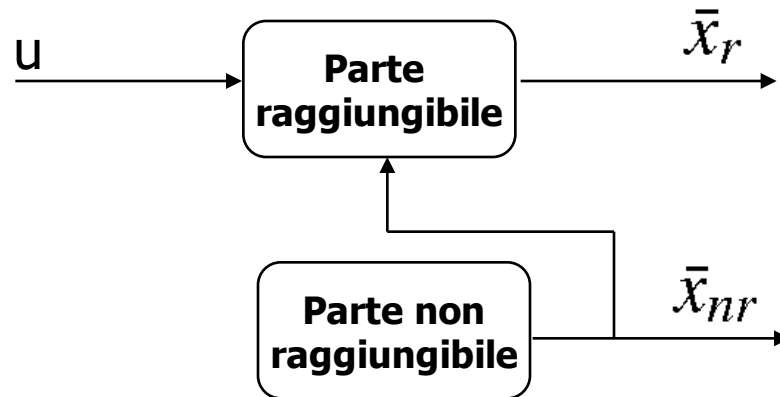 u
Parte
raggiungibile
x̄_r
Parte non
raggiungibile
x̄_nr